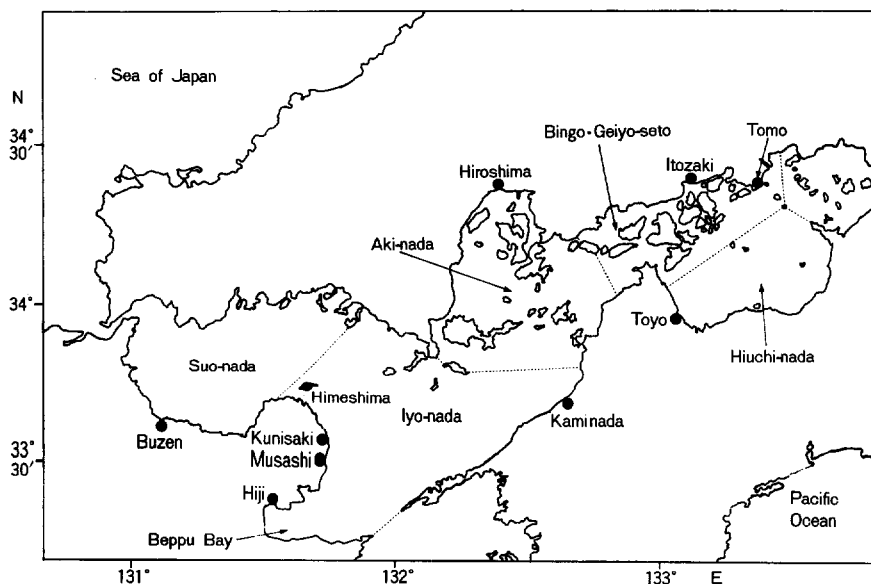 Sea of Japan
N
34°
30'
Bingo·Geiyo-seto
Tomo
Hiroshima
Itozaki
Aki-nada
34°
Toyo
Hiuchi-nada
Suo-nada
Himeshima
Iyo-nada
Kaminada
Buzen
Kunisaki
Musashi
33°
30'
Hiji
Beppu Bay
Pacific
Ocean
131°
132°
133°
E